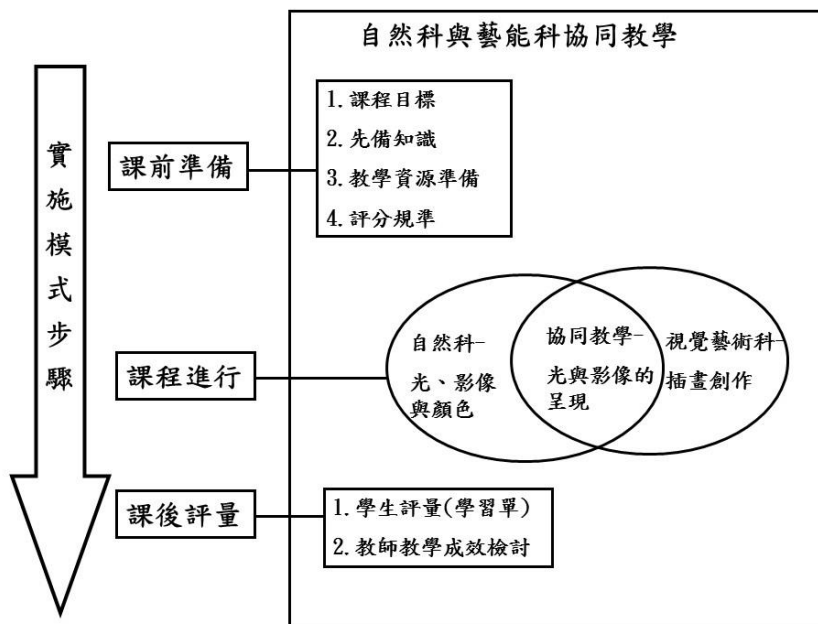 自然科與藝能科協同教學
實施模式步驟
課前準備
1. 課程目標
2. 先備知識
3. 教學資源準備
4. 評分規準
課程進行
自然科-
光、影像
與顏色
協同教學-
光與影像的
呈現
視覺藝術科-
插畫創作
課後評量
1. 學生評量(學習單)
2. 教師教學成效檢討